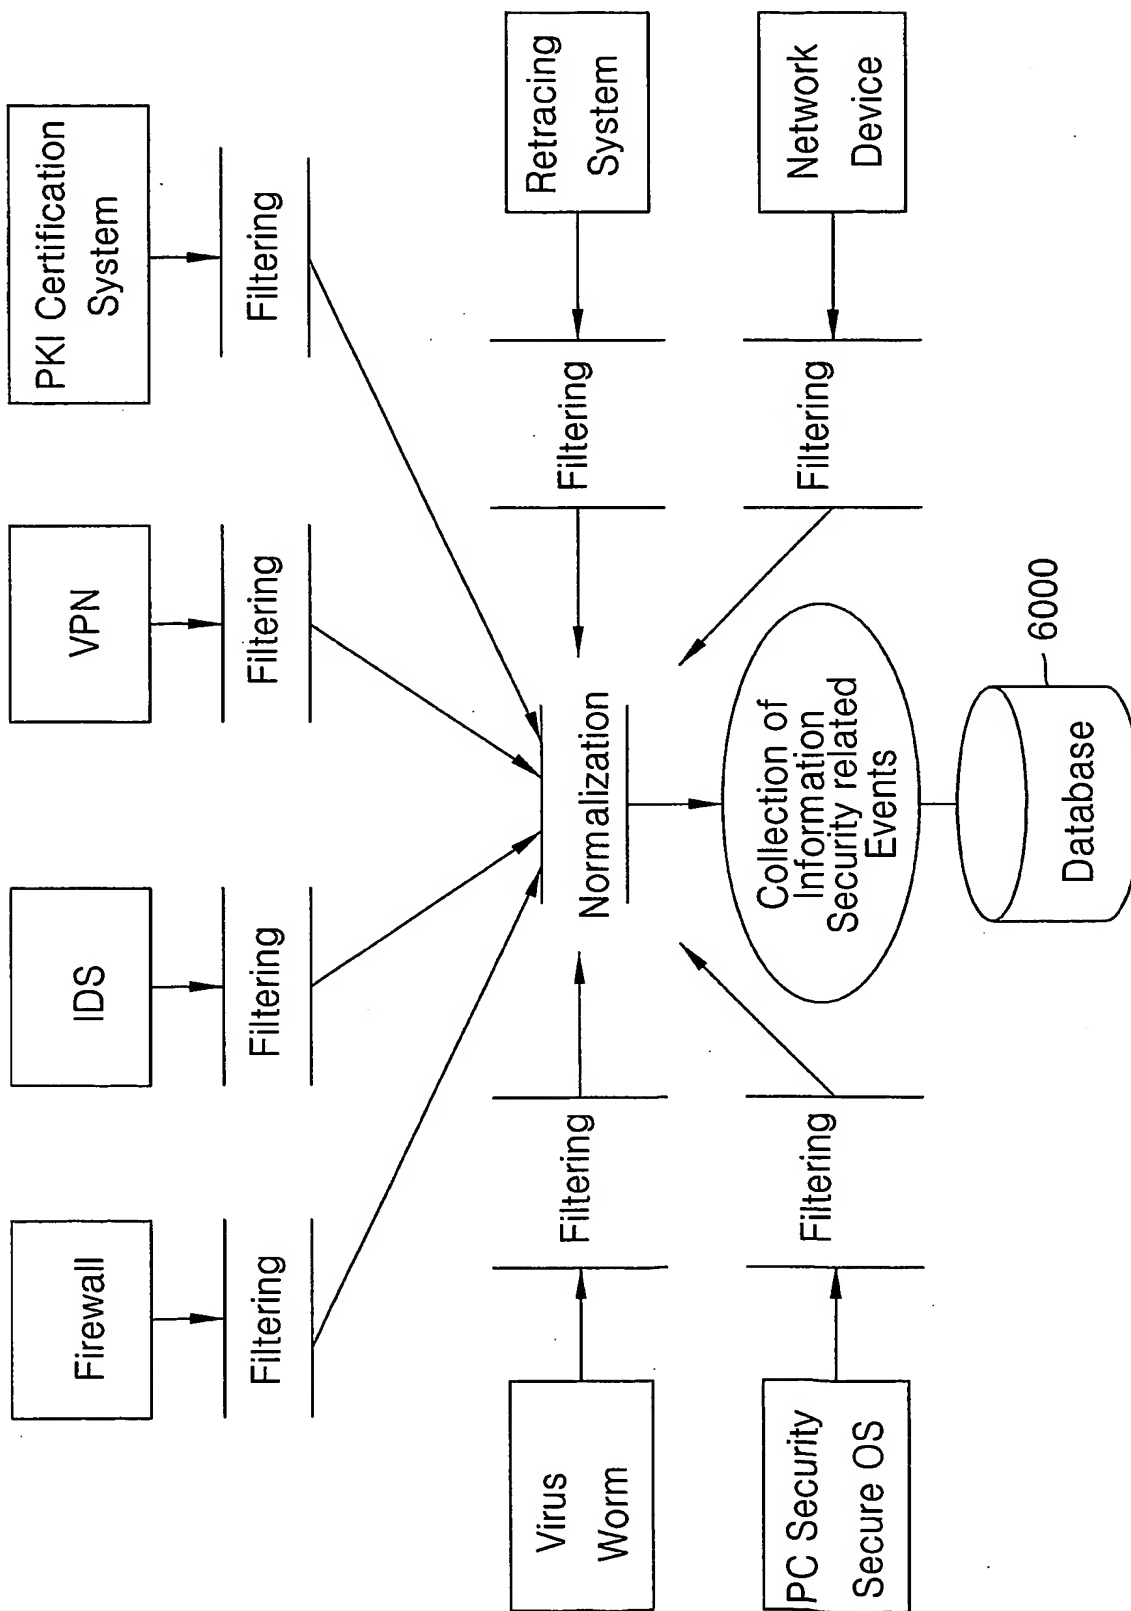 Firewall
IDS
VPN
PKI Certification
System
Filtering
Filtering
Filtering
Filtering
Virus
Worm
Filtering
Normalization
Filtering
Retracing
System
PC Security
Secure OS
Filtering
Collection of
Information
Security related
Events
Filtering
Network
Device
Database
6000